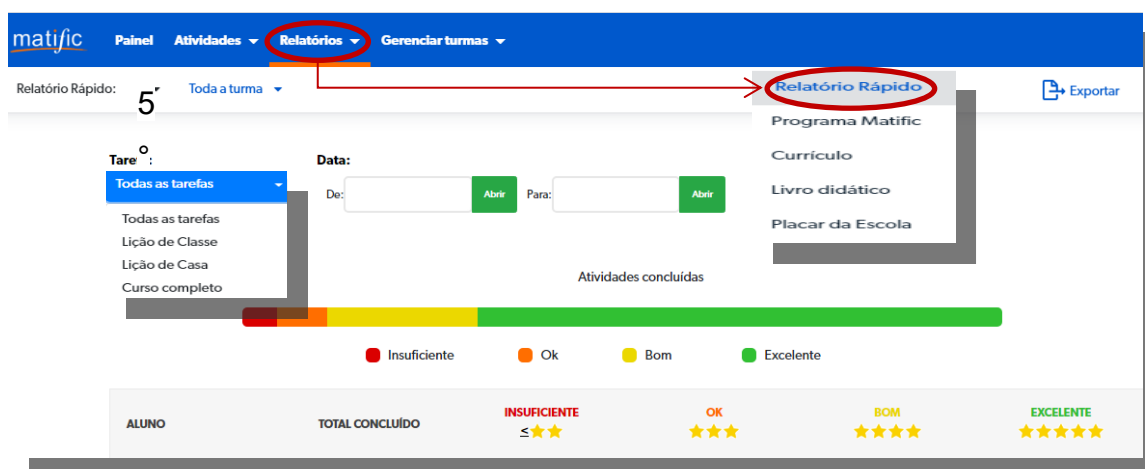 matific Painel Atividades Relatórios Gerenciar turmas
Relatório Rápido: 5º Toda a turma Exportar
Relatório Rápido
Programa Matific
Currículo
Livro didático
Placar da Escola
Data:
Todas as tarefas
De: Abrir Para: Abrir
Todas as tarefas
Lição de Classe
Lição de Casa
Curso completo
Atividades concluídas
Insuficiente Ok Bom Excelente
ALUNO TOTAL CONCLUÍDO INSUFICIENTE OK BOM EXCELENTE
≤